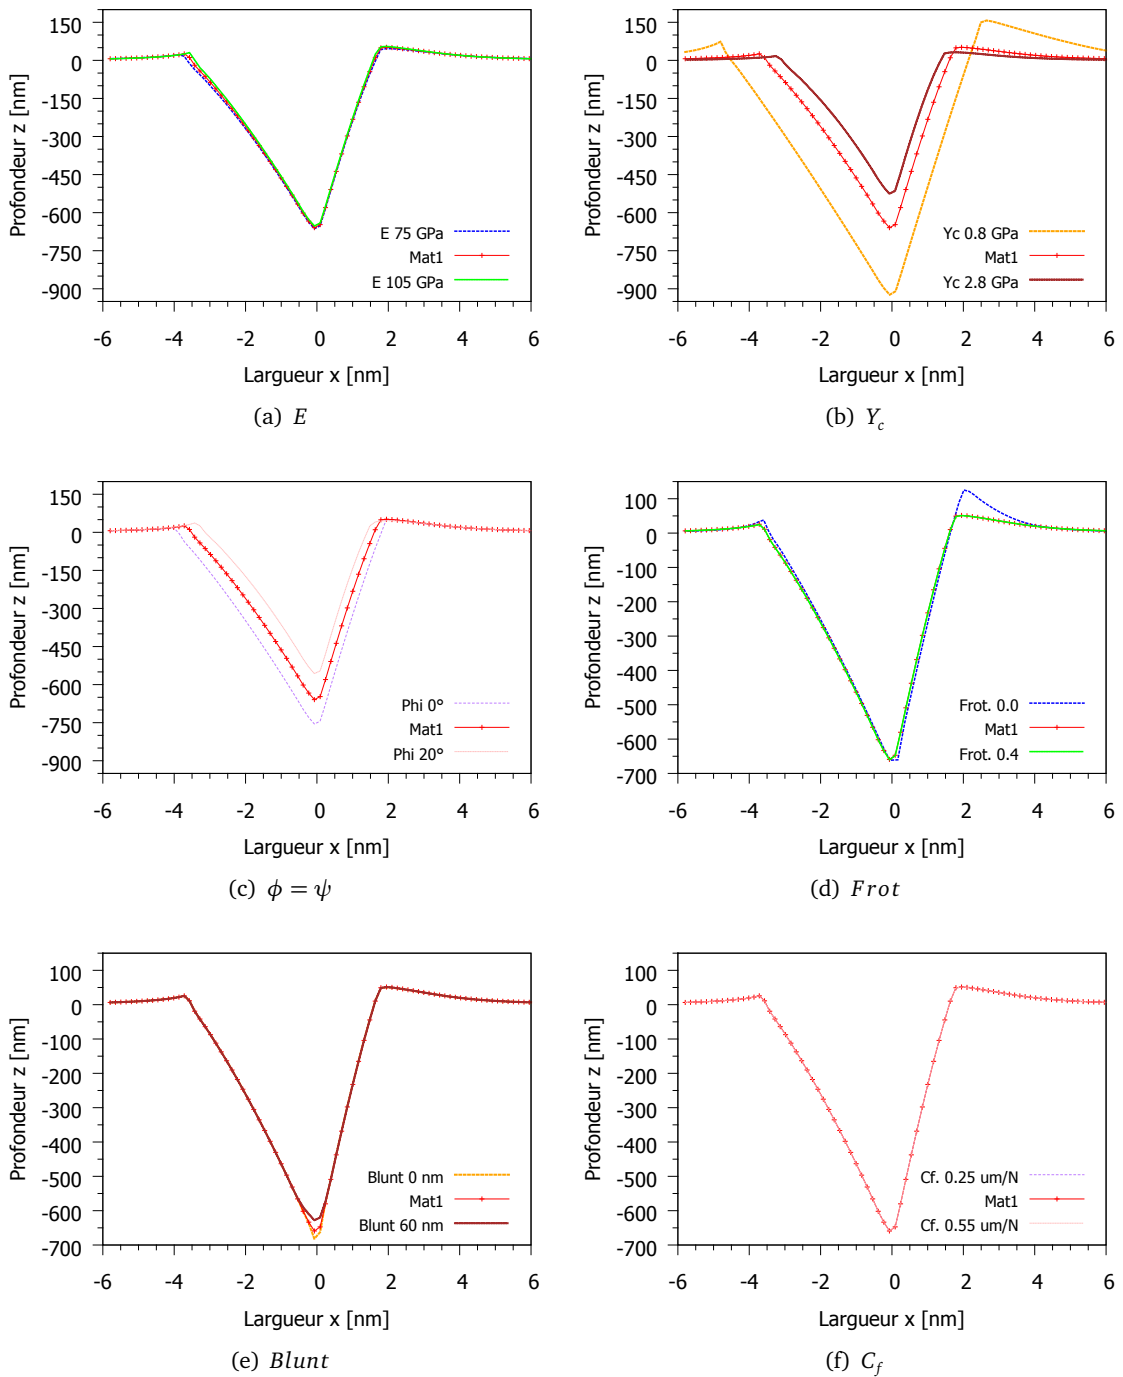 150
0
-150
-300
-450
-600
-750
-900
Profondeur z [nm]
E 75 GPa
Mat1
E 105 GPa
-6 -4 -2 0 2 4 6
Largueur x [nm]
(a) E
150
0
-150
-300
-450
-600
-750
-900
Profondeur z [nm]
Yc 0.8 GPa
Mat1
Yc 2.8 GPa
-6 -4 -2 0 2 4 6
Largueur x [nm]
(b) Yc
150
0
-150
-300
-450
-600
-750
-900
Profondeur z [nm]
Phi 0°
Mat1
Phi 20°
-6 -4 -2 0 2 4 6
Largueur x [nm]
(c) ϕ = ψ
100
0
-100
-200
-300
-400
-500
-600
-700
Profondeur z [nm]
Frot. 0.0
Mat1
Frot. 0.4
-6 -4 -2 0 2 4 6
Largueur x [nm]
(d) Frot
100
0
-100
-200
-300
-400
-500
-600
-700
Profondeur z [nm]
Blunt 0 nm
Mat1
Blunt 60 nm
-6 -4 -2 0 2 4 6
Largueur x [nm]
(e) Blunt
100
0
-100
-200
-300
-400
-500
-600
-700
Profondeur z [nm]
Cf. 0.25 um/N
Mat1
Cf. 0.55 um/N
-6 -4 -2 0 2 4 6
Largueur x [nm]
(f) Cf